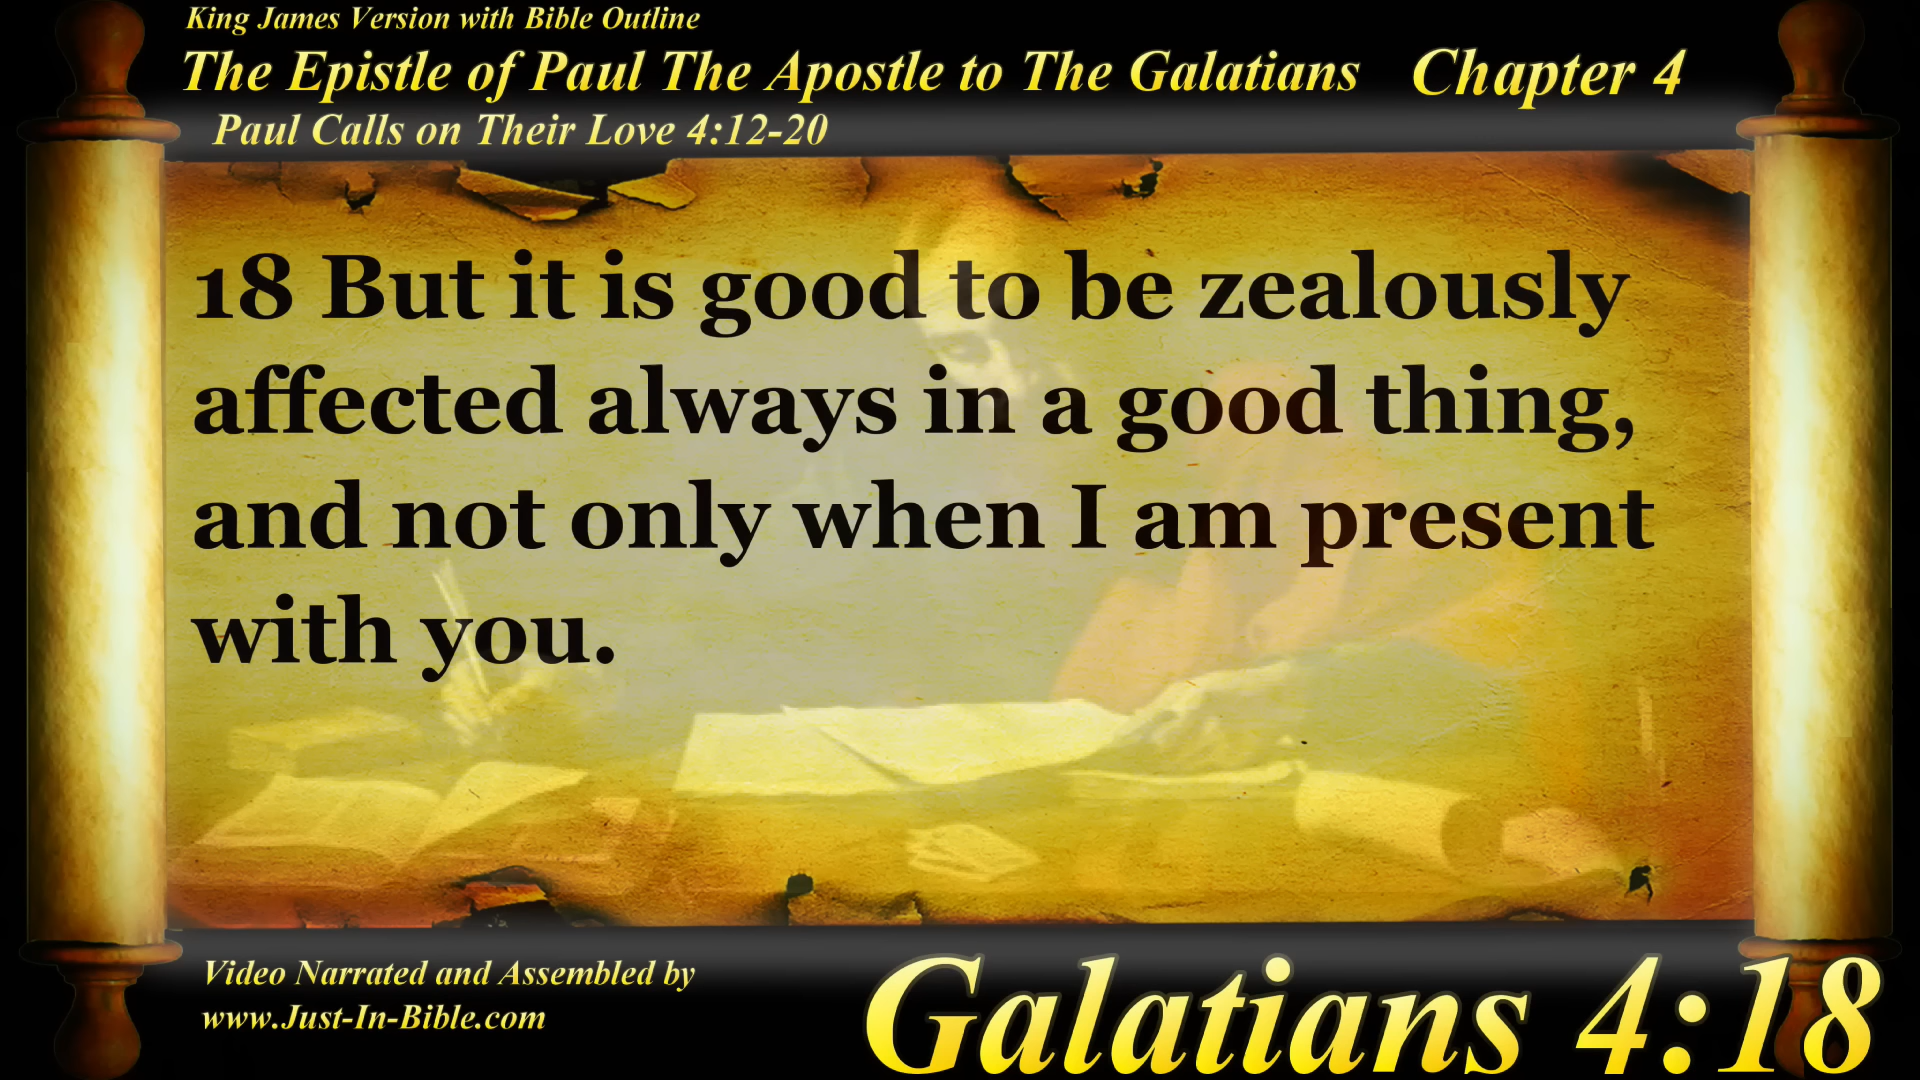 King James Version with Bible Outline
The Epistle of Paul The Apostle to The Galatians Chapter 4
Paul Calls on Their Love 4:12-20
18 But it is good to be zealously
affected always in a good thing,
and not only when I am present
with you.
Video Narrated and Assembled by
www.Just-In-Bible.com
Galatians 4:18